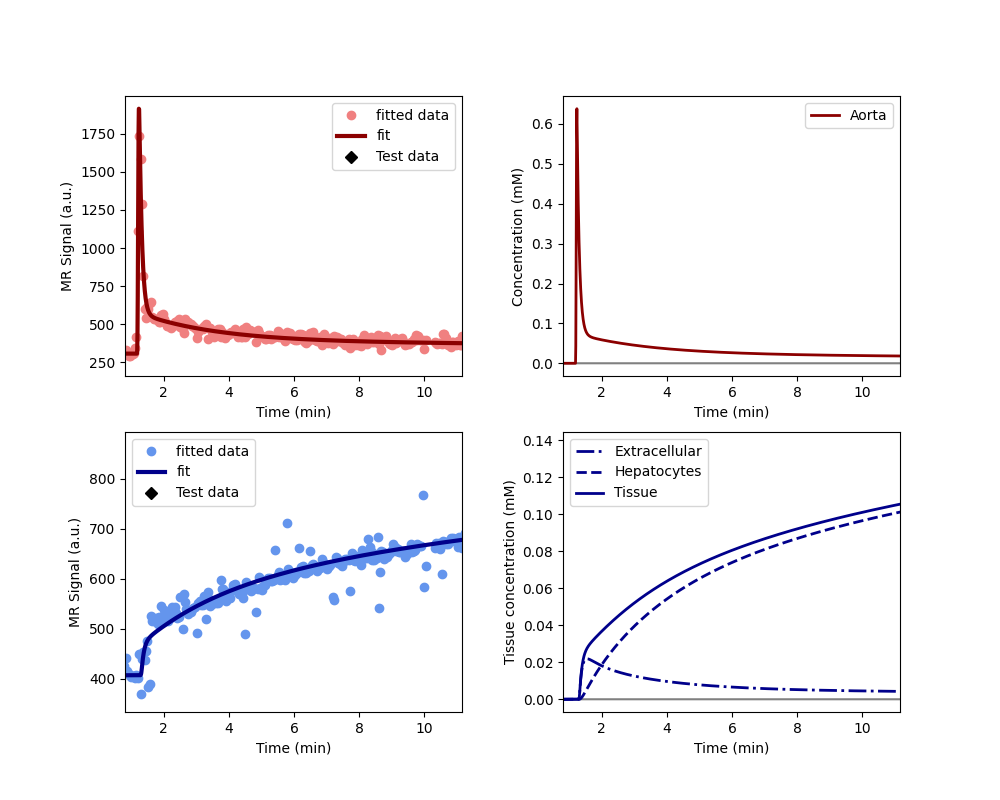 1750
1500
1250
1000
750
500
250
MR Signal (a.u.)
fitted data
fit
Test data
2
4
6
8
10
Time (min)
0.6
0.5
0.4
0.3
0.2
0.1
0.0
Concentration (mM)
Aorta
2
4
6
8
10
Time (min)
800
700
600
500
400
MR Signal (a.u.)
fitted data
fit
Test data
2
4
6
8
10
Time (min)
0.14
0.12
0.10
0.08
0.06
0.04
0.02
0.00
Tissue concentration (mM)
Extracellular
Hepatocytes
Tissue
2
4
6
8
10
Time (min)